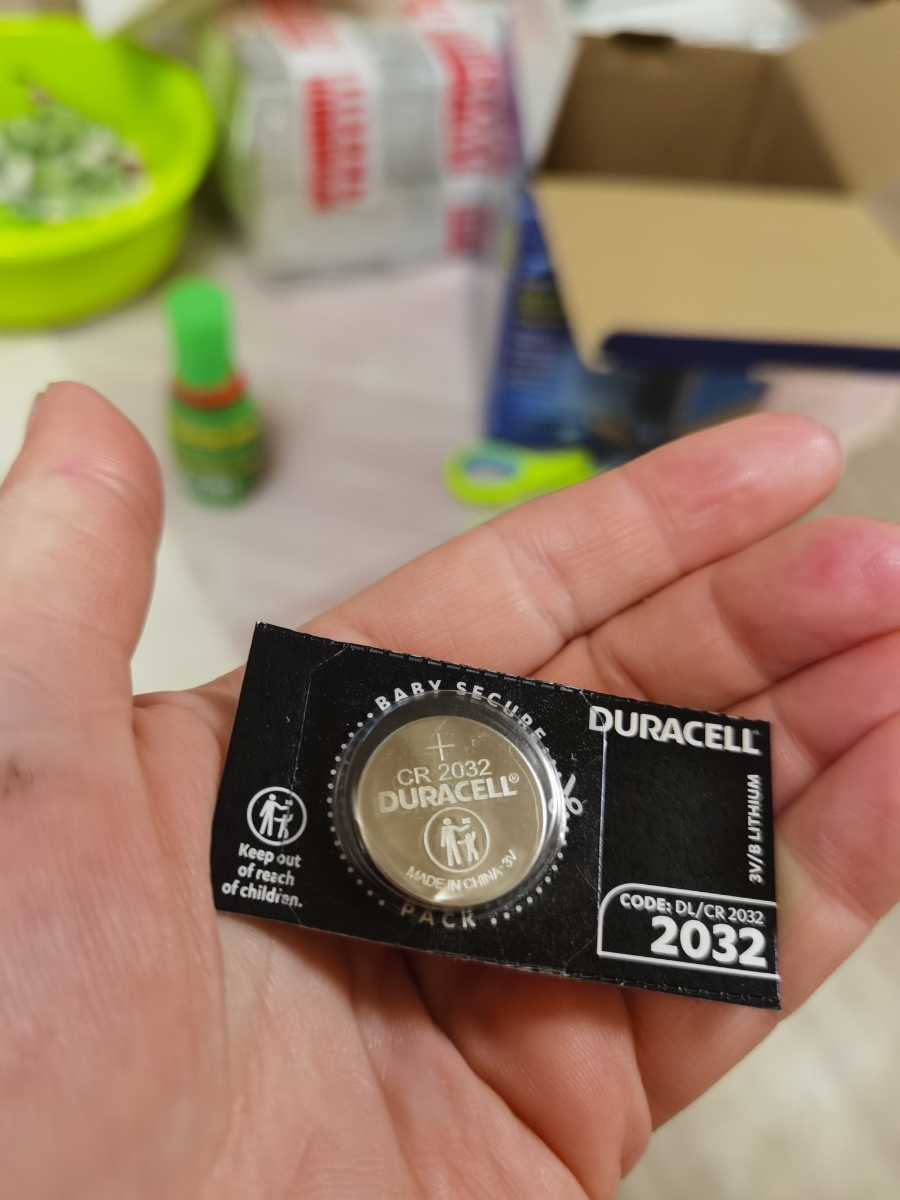 BABY SECURE
PACK
+
CR 2032
DURACELL®
MADE IN CHINA·3V
Keep out
of reach
of children.
DURACELL
3V/B LITHIUM
CODE: DL/CR 2032
2032